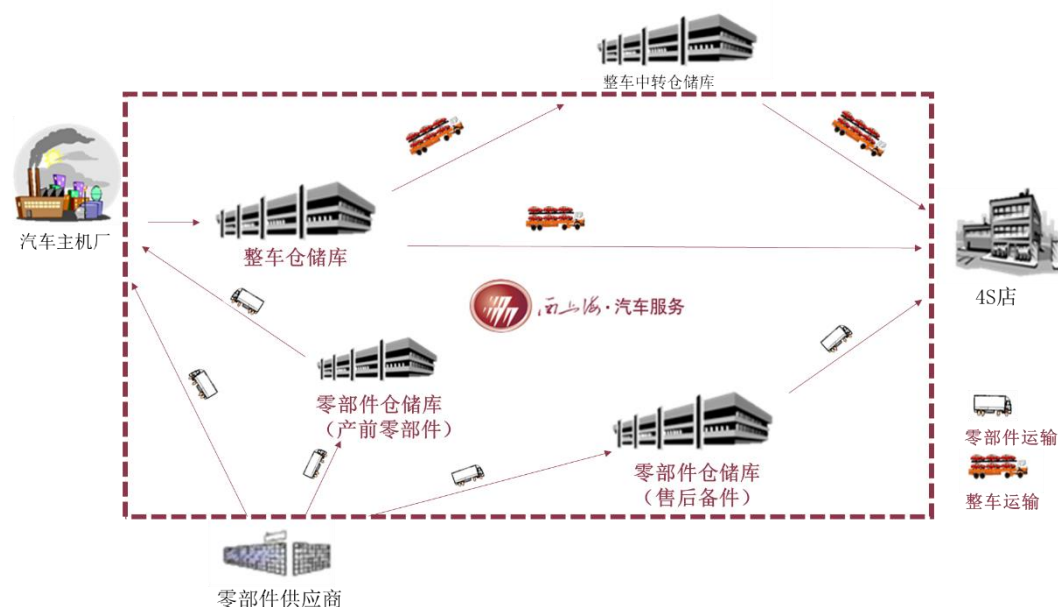 整车中转仓储库
汽车主机厂
整车仓储库
4S店
西上海·汽车服务
零部件仓储库
（产前零部件）
零部件仓储库
（售后备件）
零部件运输
整车运输
零部件供应商